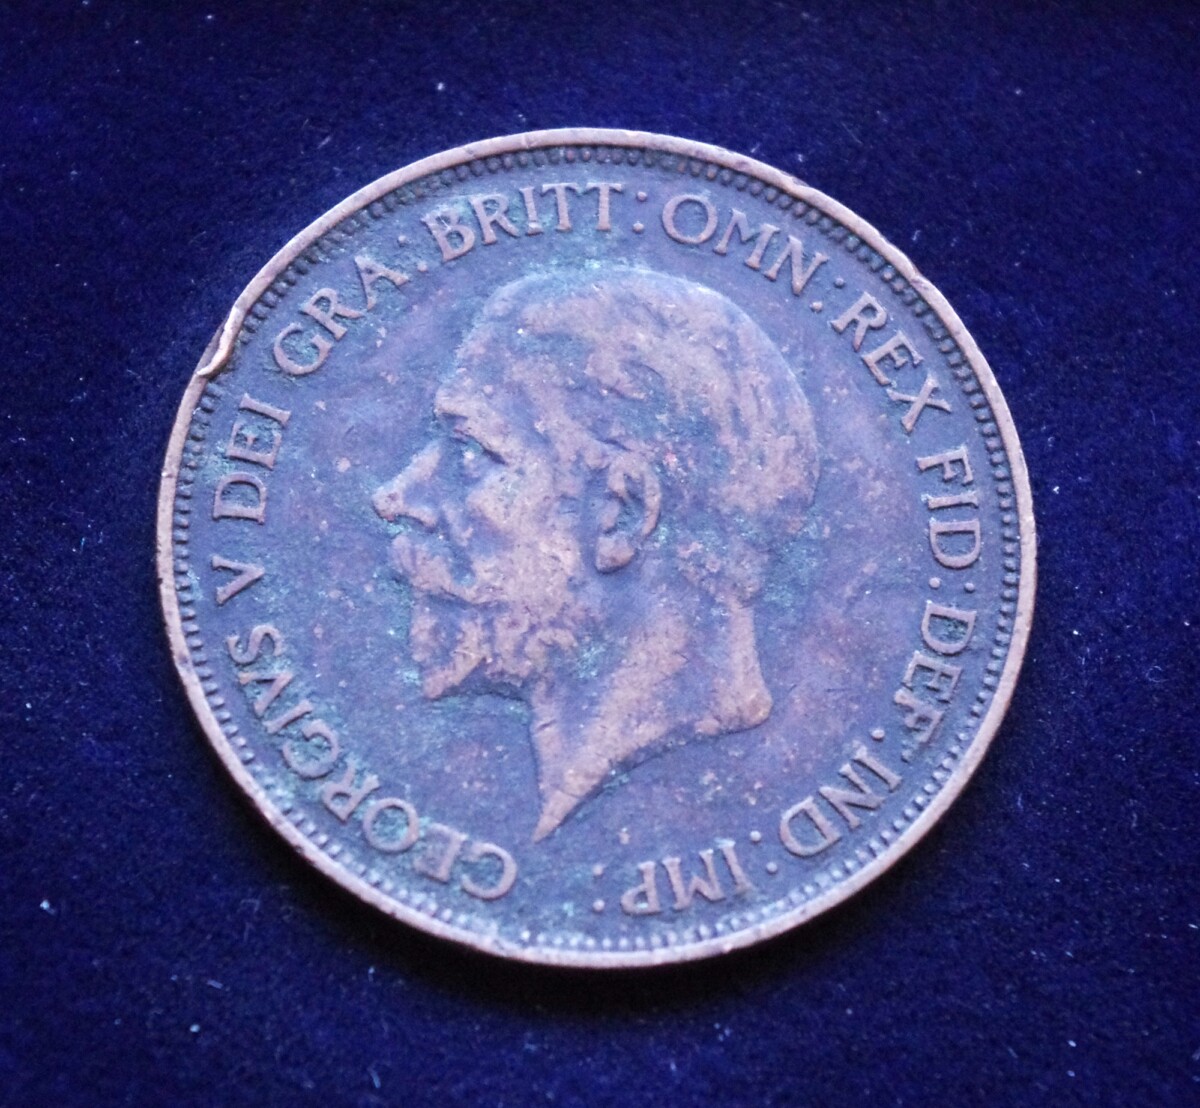 GEORGIVS V DEI GRA: BRITT: OMN: REX FID: DEF: IND: IMP: